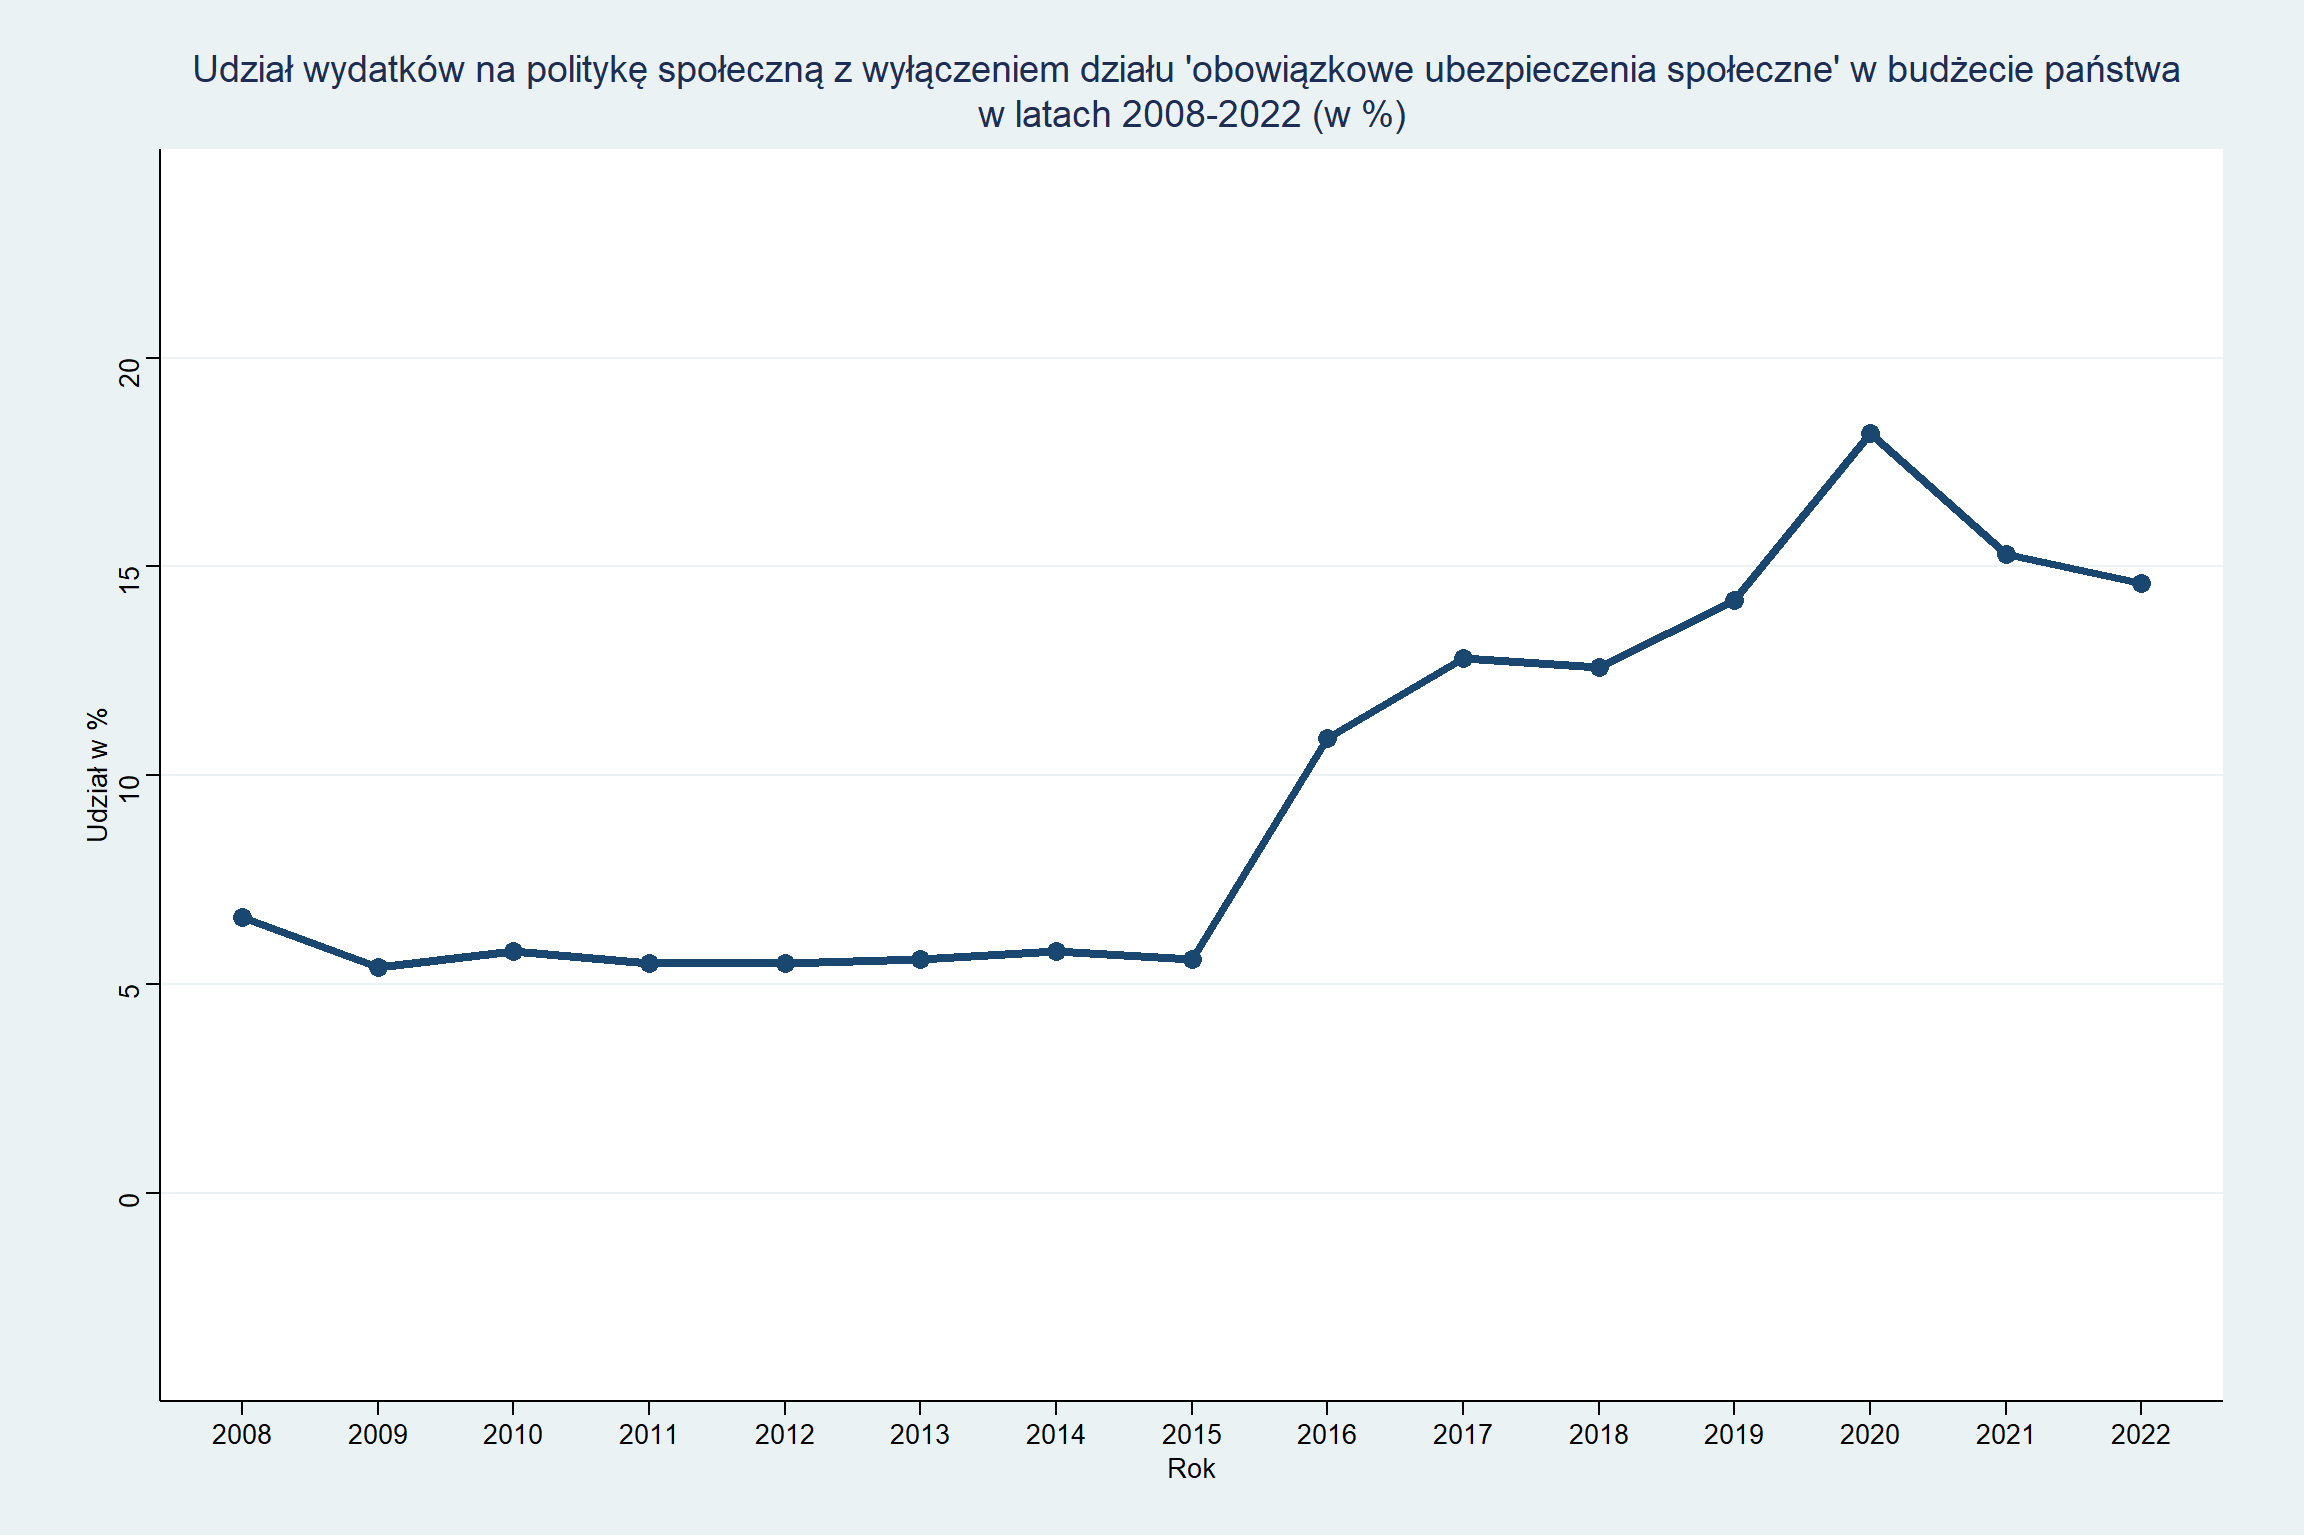 Udział wydatków na politykę społeczną z wyłączeniem działu 'obowiązkowe ubezpieczenia społeczne' w budżecie państwa
w latach 2008-2022 (w %)
Udział w %
20
15
10
5
0
2008 2009 2010 2011 2012 2013 2014 2015 2016 2017 2018 2019 2020 2021 2022
Rok